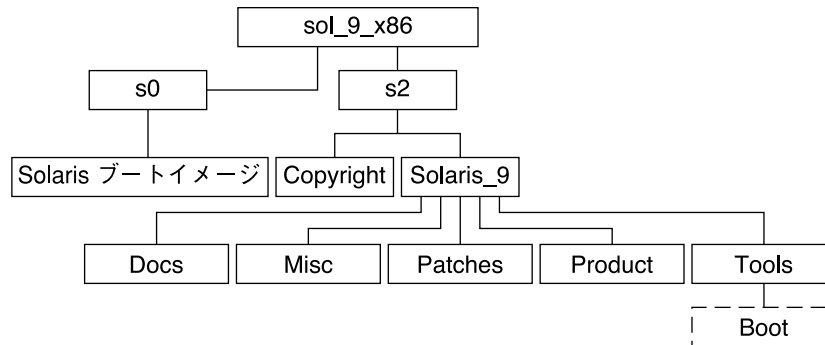 sol_9_x86
s0
s2
Solaris ブートイメージ
Copyright
Solaris_9
Docs
Misc
Patches
Product
Tools
Boot